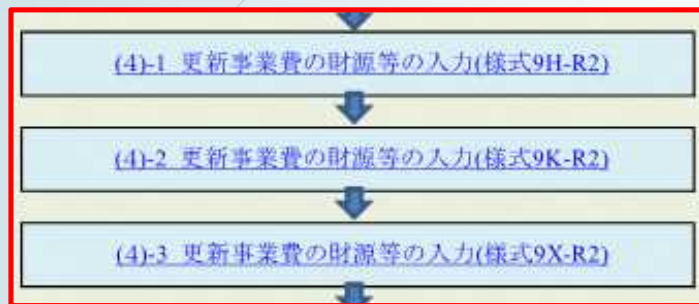 (4)-1 更新事業費の財源等の入力(様式9H-R2)
(4)-2 更新事業費の財源等の入力(様式9K-R2)
(4)-3 更新事業費の財源等の入力(様式9X-R2)